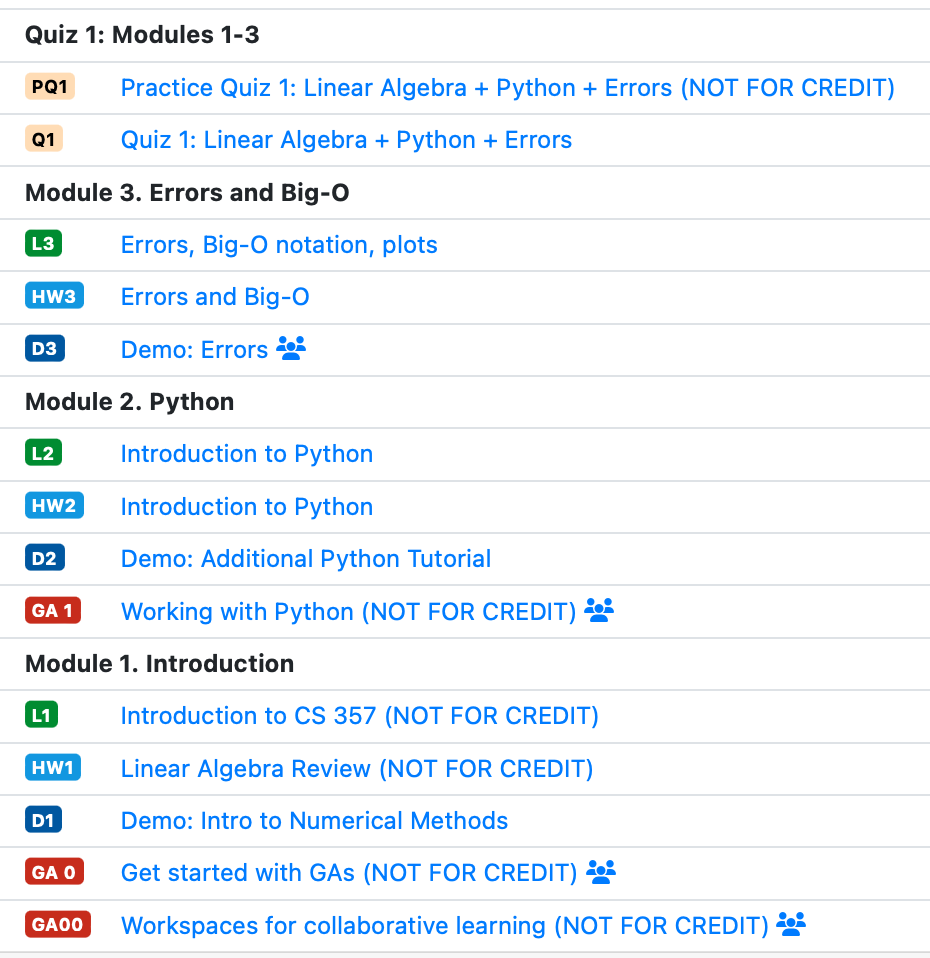 Quiz 1: Modules 1-3
PQ1 Practice Quiz 1: Linear Algebra + Python + Errors (NOT FOR CREDIT)
Q1 Quiz 1: Linear Algebra + Python + Errors
Module 3. Errors and Big-O
L3 Errors, Big-O notation, plots
HW3 Errors and Big-O
D3 Demo: Errors
Module 2. Python
L2 Introduction to Python
HW2 Introduction to Python
D2 Demo: Additional Python Tutorial
GA 1 Working with Python (NOT FOR CREDIT)
Module 1. Introduction
L1 Introduction to CS 357 (NOT FOR CREDIT)
HW1 Linear Algebra Review (NOT FOR CREDIT)
D1 Demo: Intro to Numerical Methods
GA 0 Get started with GAs (NOT FOR CREDIT)
GA00 Workspaces for collaborative learning (NOT FOR CREDIT)